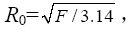 R₀=√F/3.14 ,